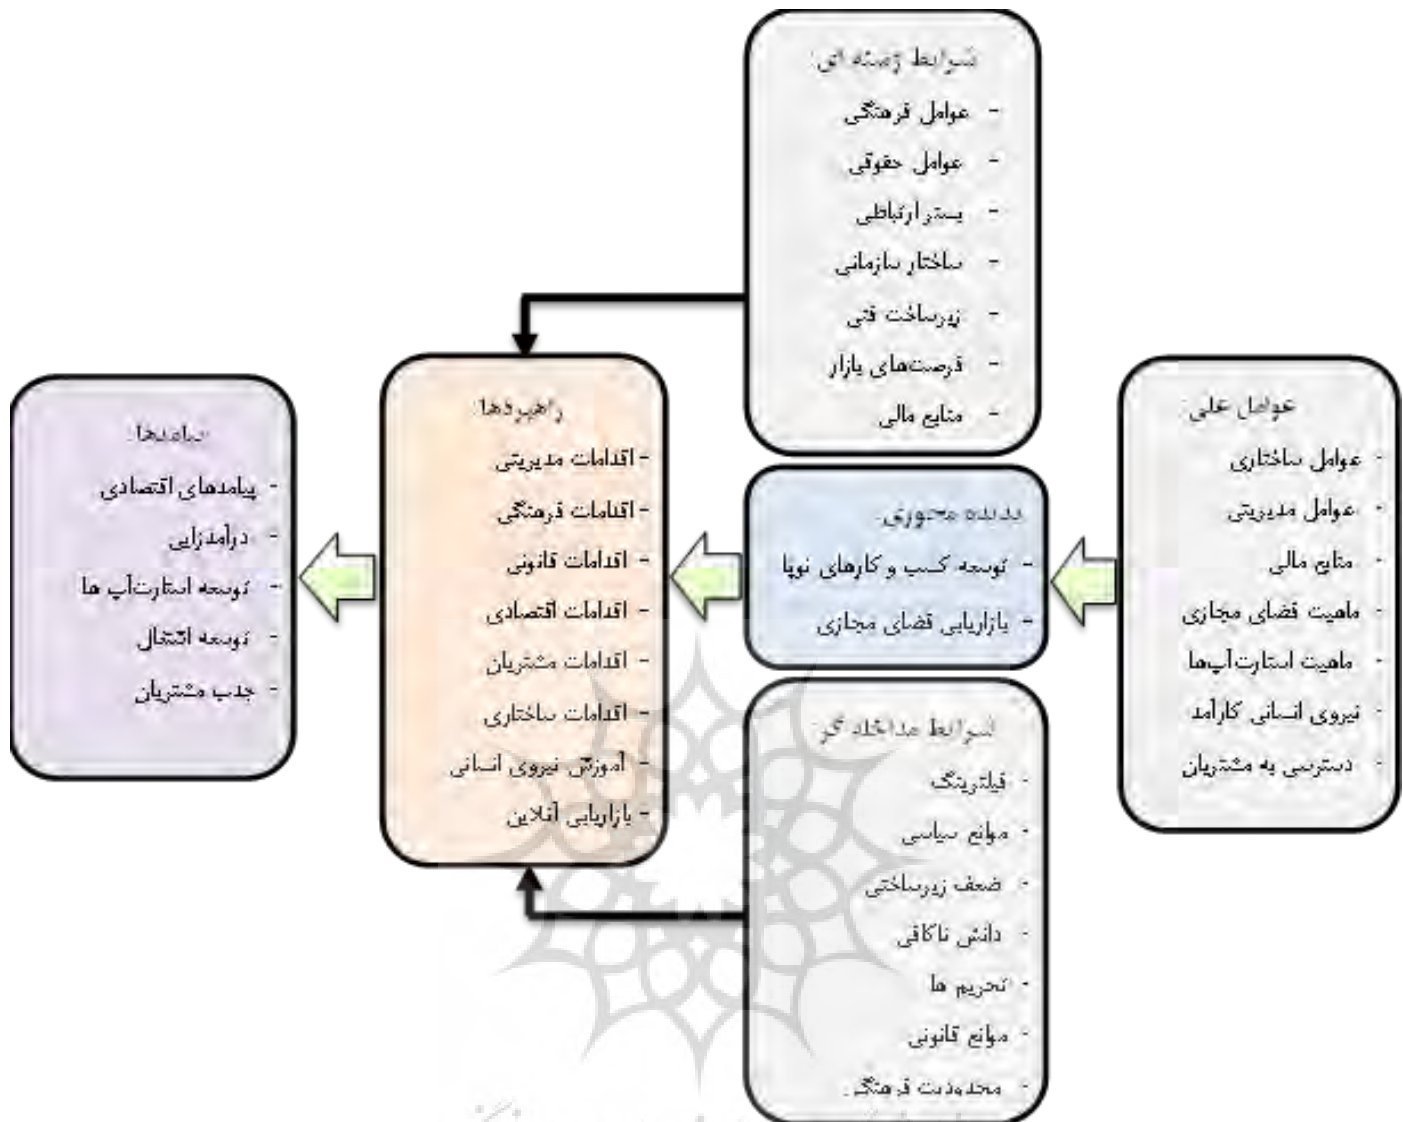 شرایط زمینه ای:
- عوامل فرهنگی
- عوامل حقوقی
- بستر ارتباطی
- ساختار سازمانی
- زیرساخت فنی
- فرصت‌های بازار
- منابع مالی
عوامل علی:
- عوامل ساختاری
- عوامل مدیریتی
- منابع مالی
- ماهیت فضای مجازی
- ماهیت استارت‌آپ‌ها
- نیروی انسانی کارآمد
- دسترسی به مشتریان
پدیده محوری:
- توسعه کسب و کارهای نوپا
- بازاریابی فضای مجازی
شرایط مداخله گر:
- فیلترینگ
- موانع سیاسی
- ضعف زیرساختی
- دانش ناکافی
- تحریم ها
- موانع قانونی
- محدودیت فرهنگی
راهبردها:
- اقدامات مدیریتی
- اقدامات فرهنگی
- اقدامات قانونی
- اقدامات اقتصادی
- اقدامات مشتریان
- اقدامات ساختاری
- آموزش نیروی انسانی
- بازاریابی آنلاین
پیامدها:
- پیامدهای اقتصادی
- درآمدزایی
- توسعه استارت‌آپ ها
- توسعه اشتغال
- جذب مشتریان